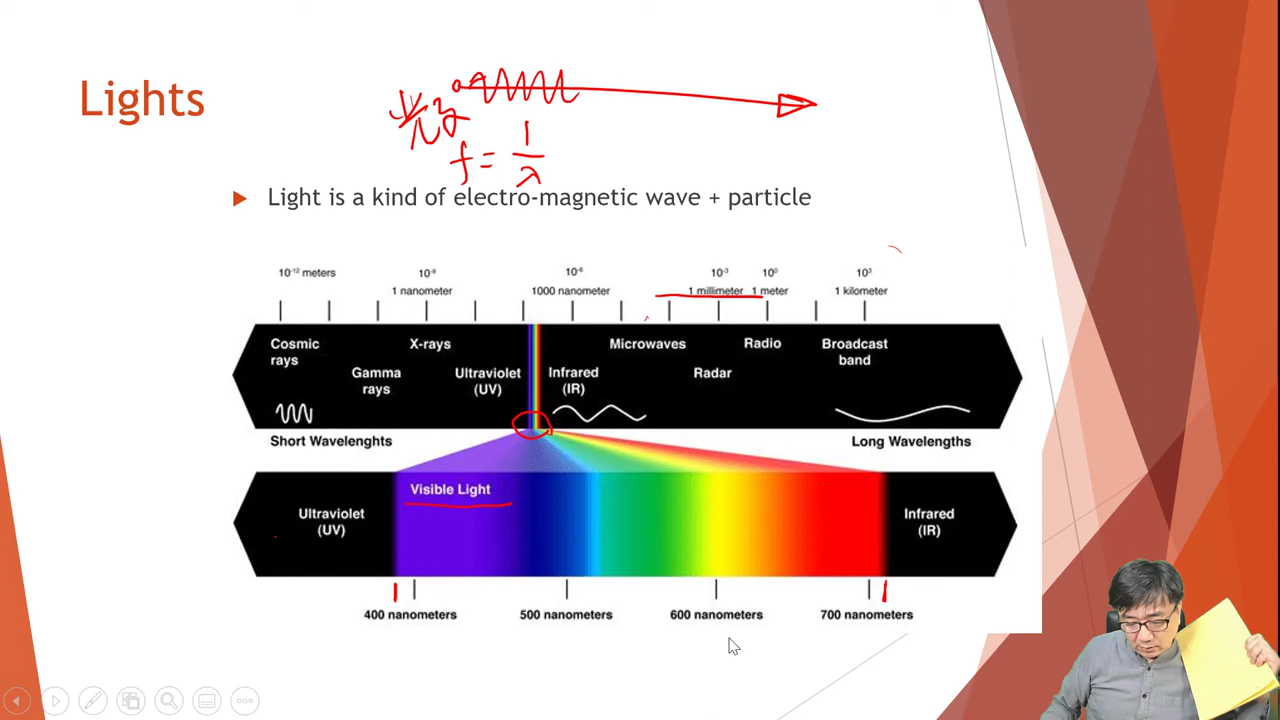 Lights
光子
f = 1/λ
Light is a kind of electro-magnetic wave + particle
10⁻¹² meters 10⁻⁹ 10⁻⁶ 10⁻³ 10⁰ 10³
1 nanometer 1000 nanometer 1 millimeter 1 meter 1 kilometer
Cosmic rays
Gamma rays
X-rays
Ultraviolet (UV)
Infrared (IR)
Microwaves
Radar
Radio
Broadcast band
Short Wavelenghts Long Wavelengths
Visible Light
Ultraviolet (UV)
Infrared (IR)
400 nanometers 500 nanometers 600 nanometers 700 nanometers